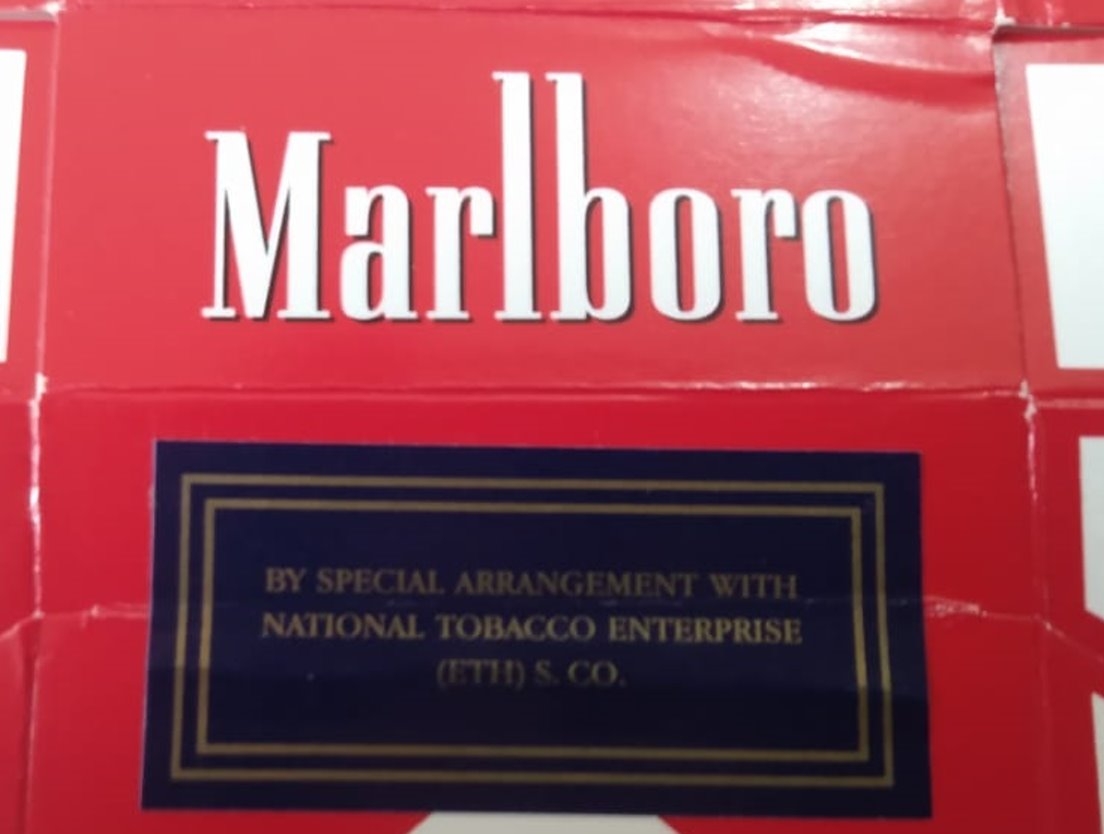 Marlboro
BY SPECIAL ARRANGEMENT WITH
NATIONAL TOBACCO ENTERPRISE
(ETH) S. CO.